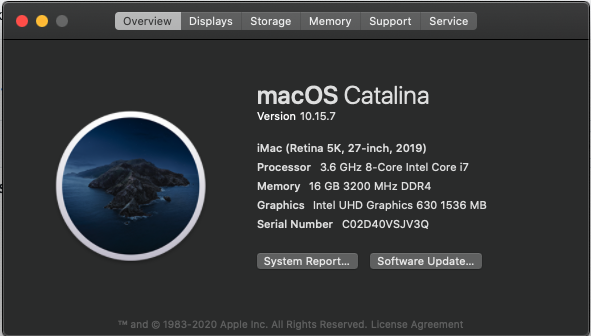 Overview Displays Storage Memory Support Service
macOS Catalina
Version 10.15.7
iMac (Retina 5K, 27-inch, 2019)
Processor 3.6 GHz 8-Core Intel Core i7
Memory 16 GB 3200 MHz DDR4
Graphics Intel UHD Graphics 630 1536 MB
Serial Number C02D40VSJV3Q
System Report... Software Update...
™ and © 1983-2020 Apple Inc. All Rights Reserved. License Agreement